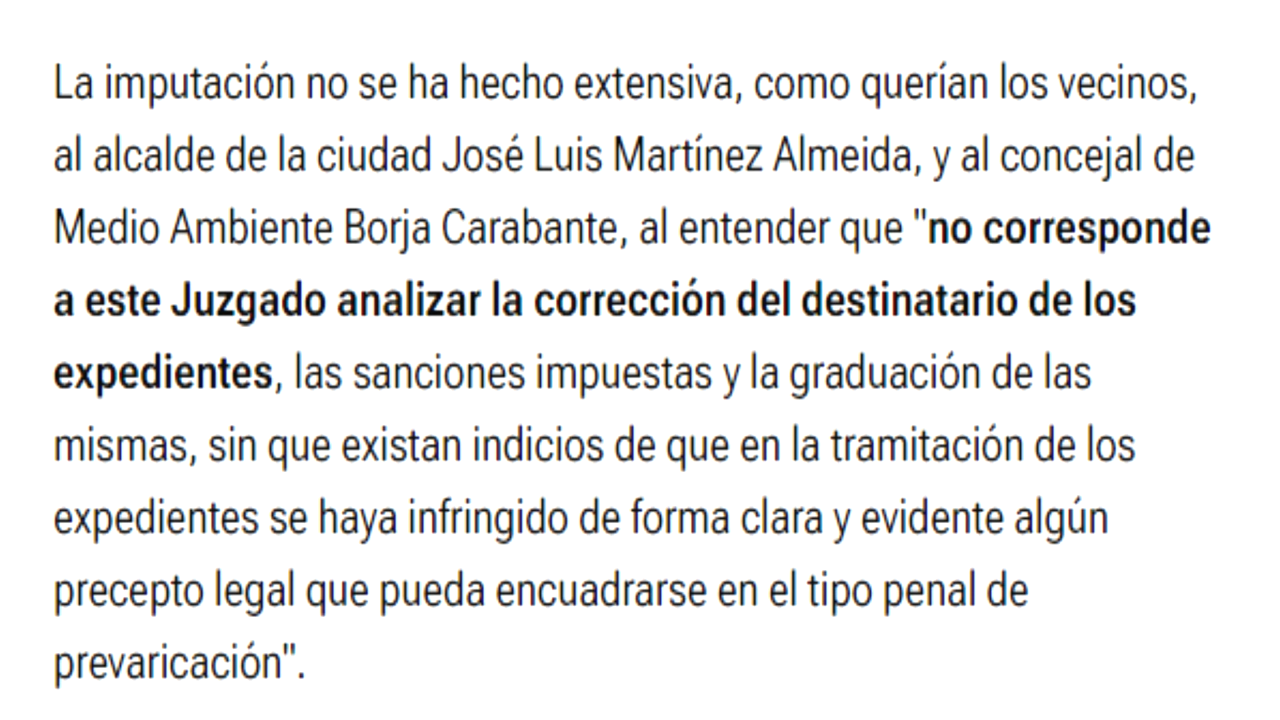 La imputación no se ha hecho extensiva, como querían los vecinos,
al alcalde de la ciudad José Luis Martínez Almeida, y al concejal de
Medio Ambiente Borja Carabante, al entender que "no corresponde
a este Juzgado analizar la corrección del destinatario de los
expedientes, las sanciones impuestas y la graduación de las
mismas, sin que existan indicios de que en la tramitación de los
expedientes se haya infringido de forma clara y evidente algún
precepto legal que pueda encuadrarse en el tipo penal de
prevaricación".